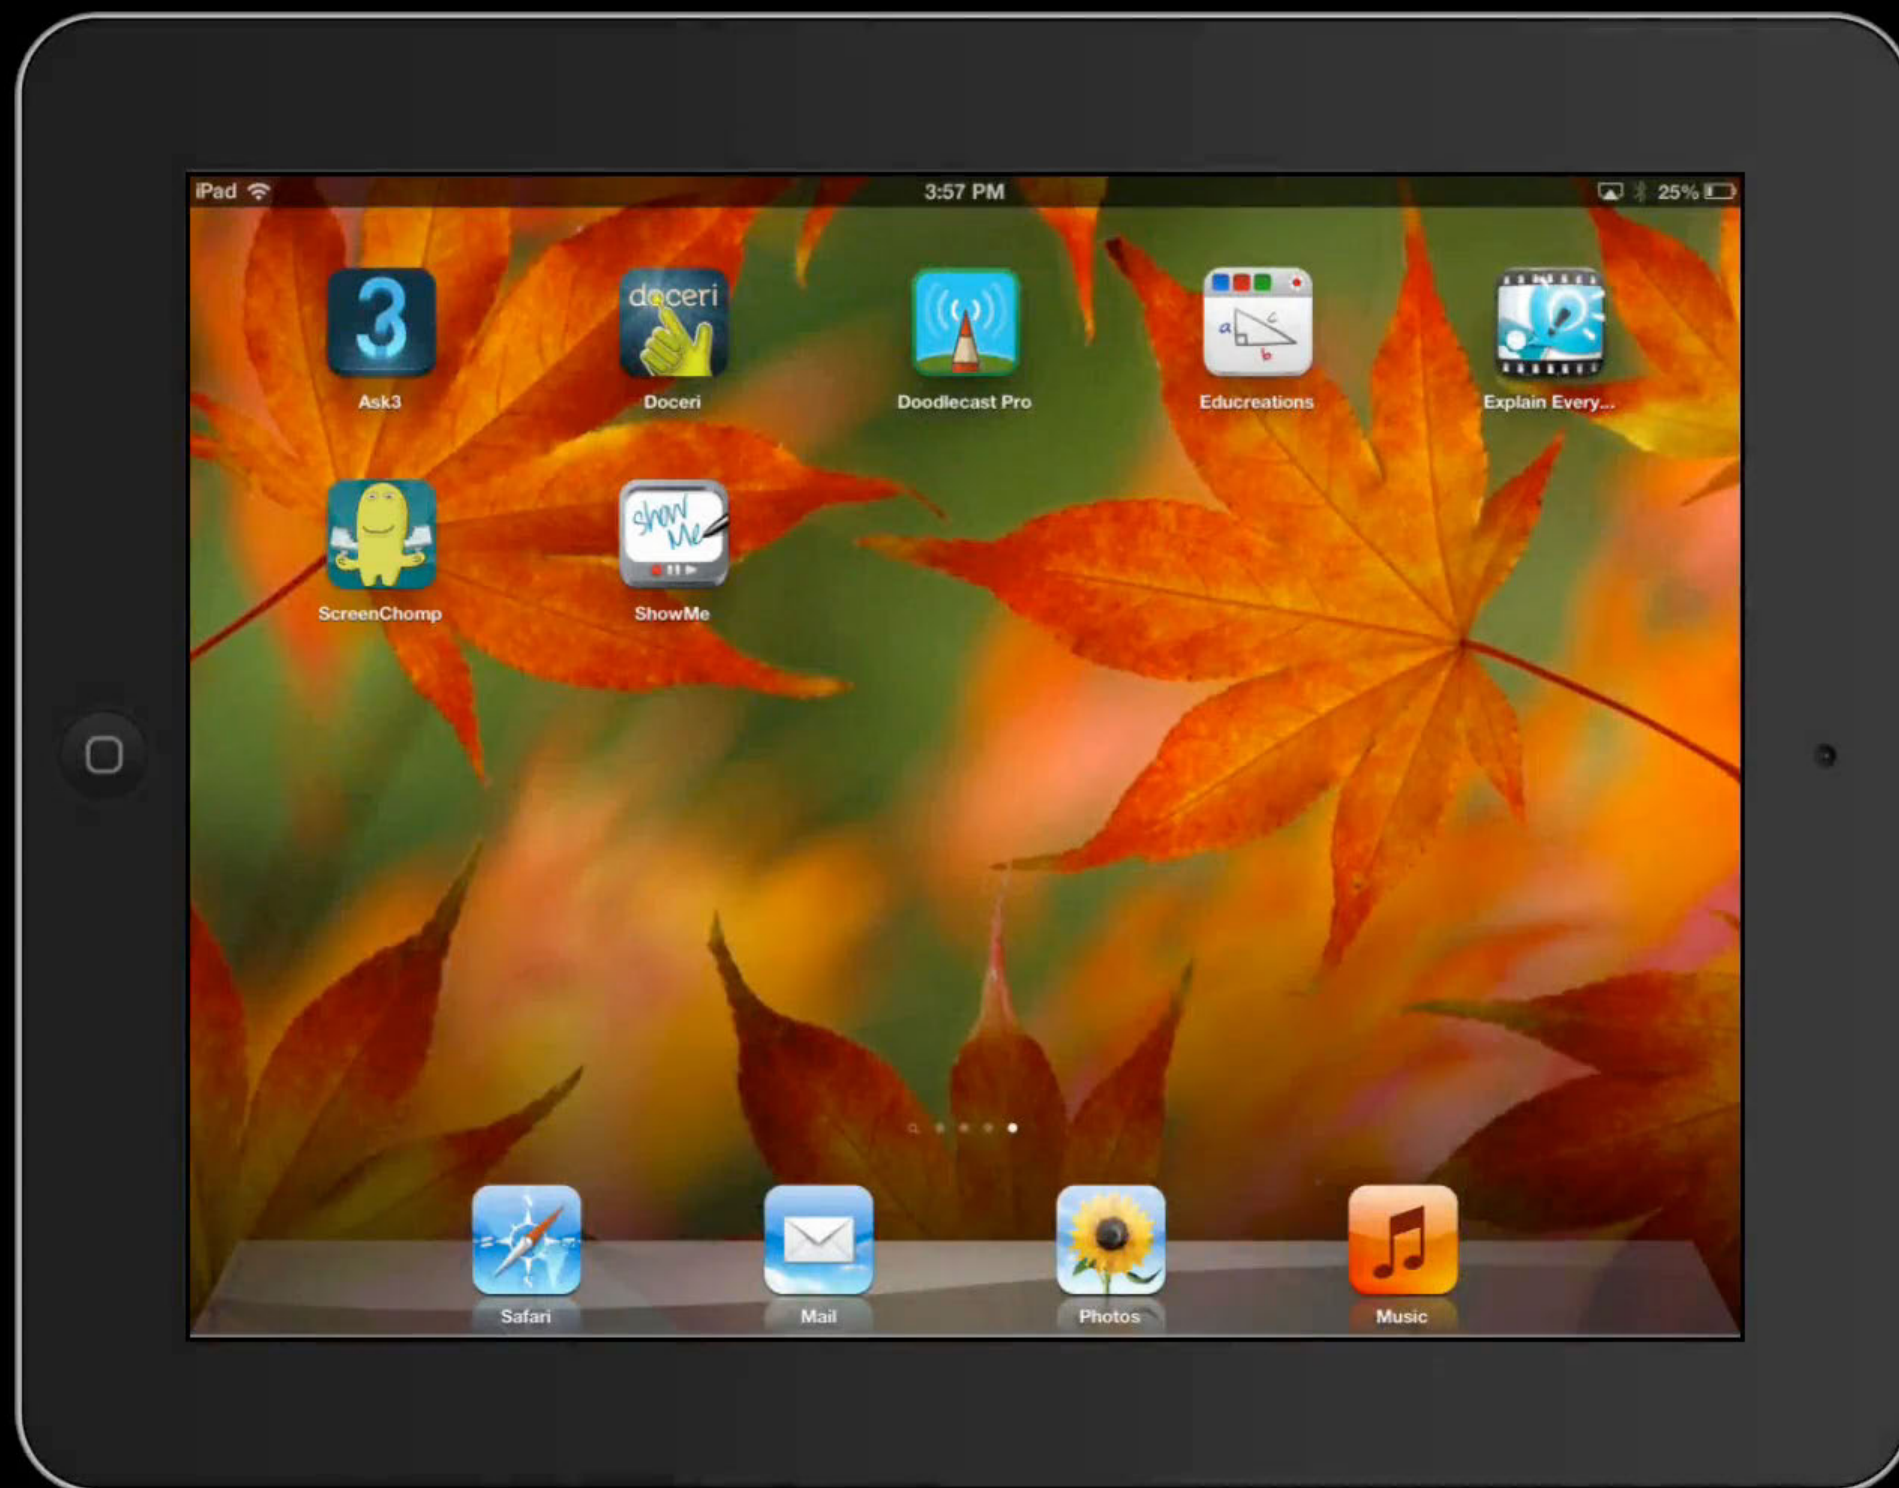 iPad 3:57 PM 25%
3 doceri a c b
Ask3 Doceri Doodlecast Pro Educreations Explain Every...
show
Me
ScreenChomp ShowMe
N
S
Safari Mail Photos Music